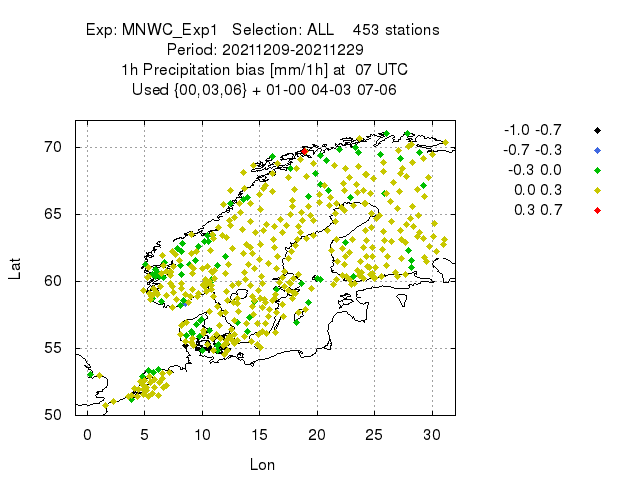 Exp: MNWC_Exp1 Selection: ALL 453 stations
Period: 20211209-20211229
1h Precipitation bias [mm/1h] at 07 UTC
Used {00,03,06} + 01-00 04-03 07-06
-1.0 -0.7
-0.7 -0.3
-0.3 0.0
0.0 0.3
0.3 0.7
70
65
60
55
50
Lat
0 5 10 15 20 25 30
Lon